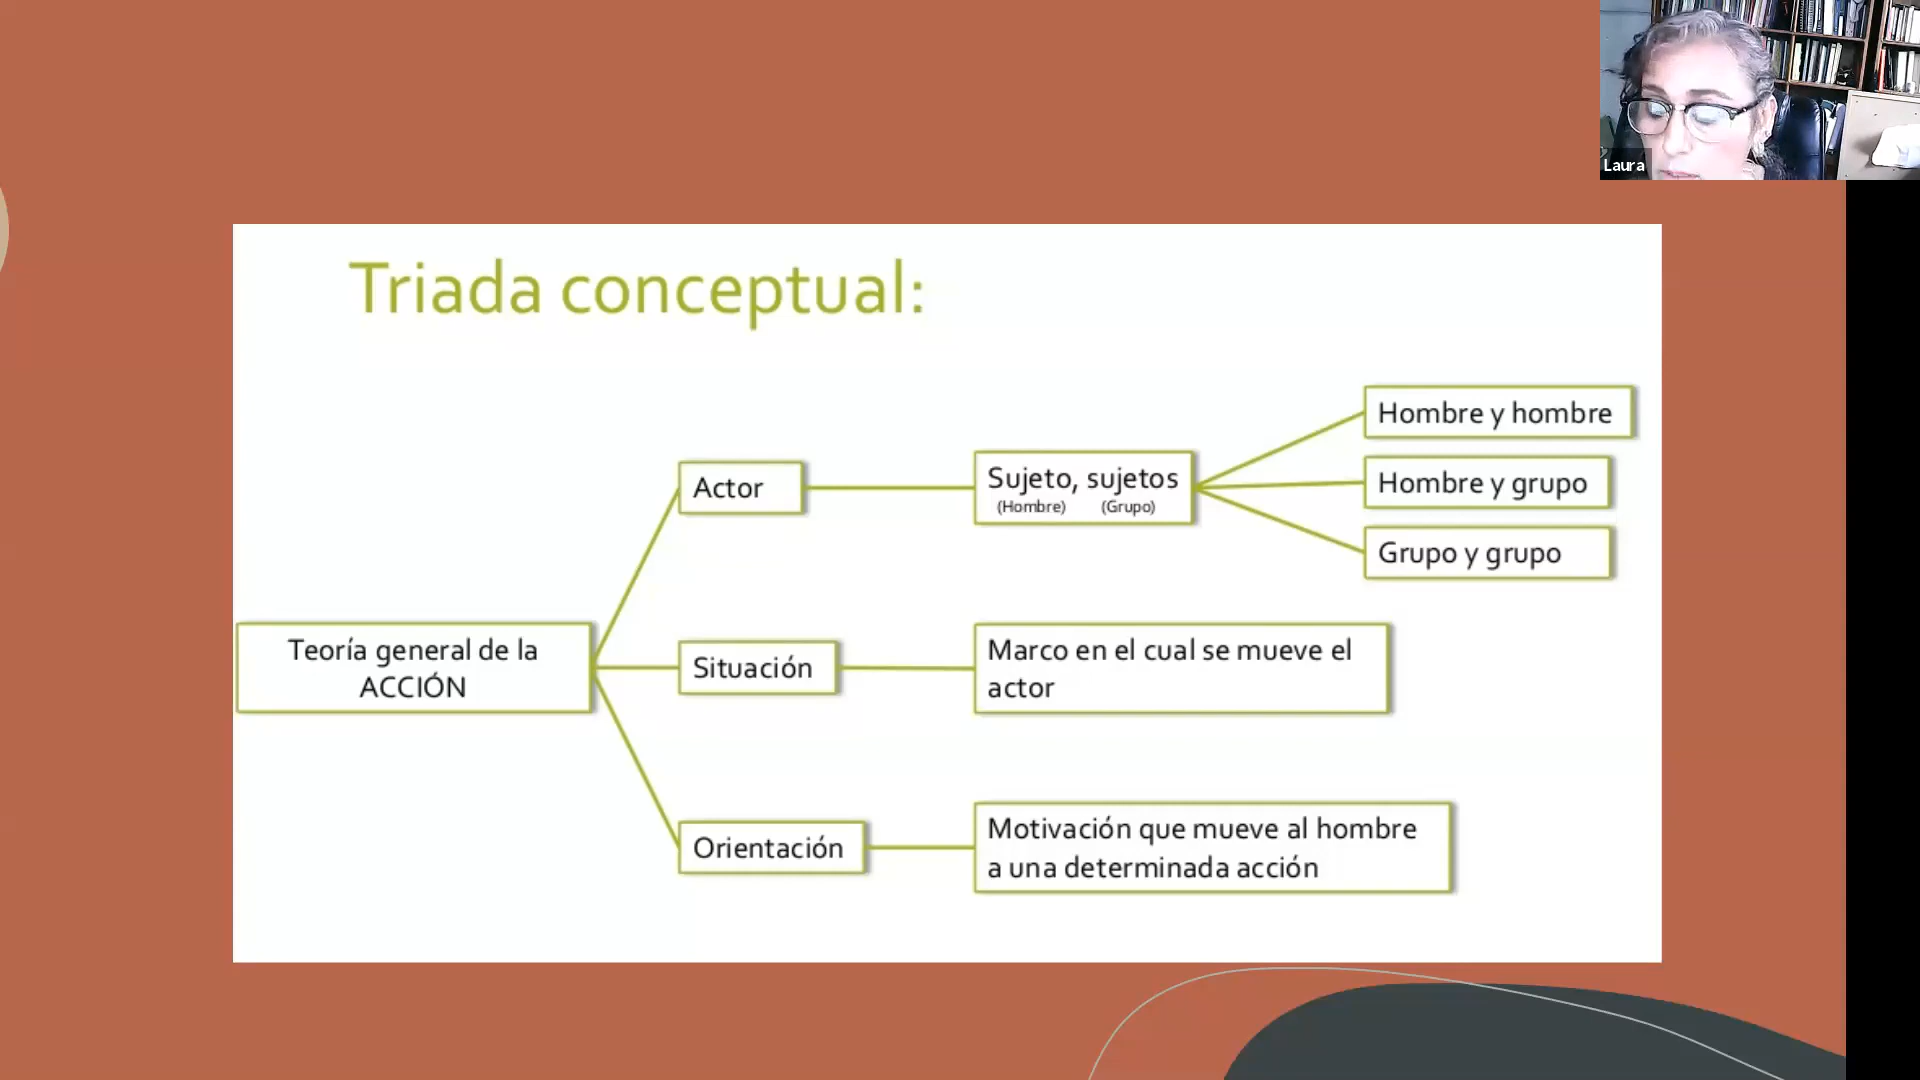 Laura
Triada conceptual:
Teoría general de la
ACCIÓN
Actor
Sujeto, sujetos
(Hombre) (Grupo)
Hombre y hombre
Hombre y grupo
Grupo y grupo
Situación
Marco en el cual se mueve el
actor
Orientación
Motivación que mueve al hombre
a una determinada acción